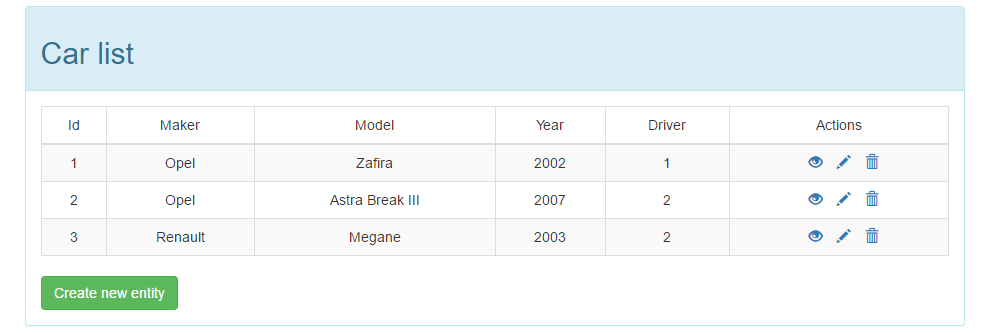 Car list
Id Maker Model Year Driver Actions
1 Opel Zafira 2002 1
2 Opel Astra Break III 2007 2
3 Renault Megane 2003 2
Create new entity